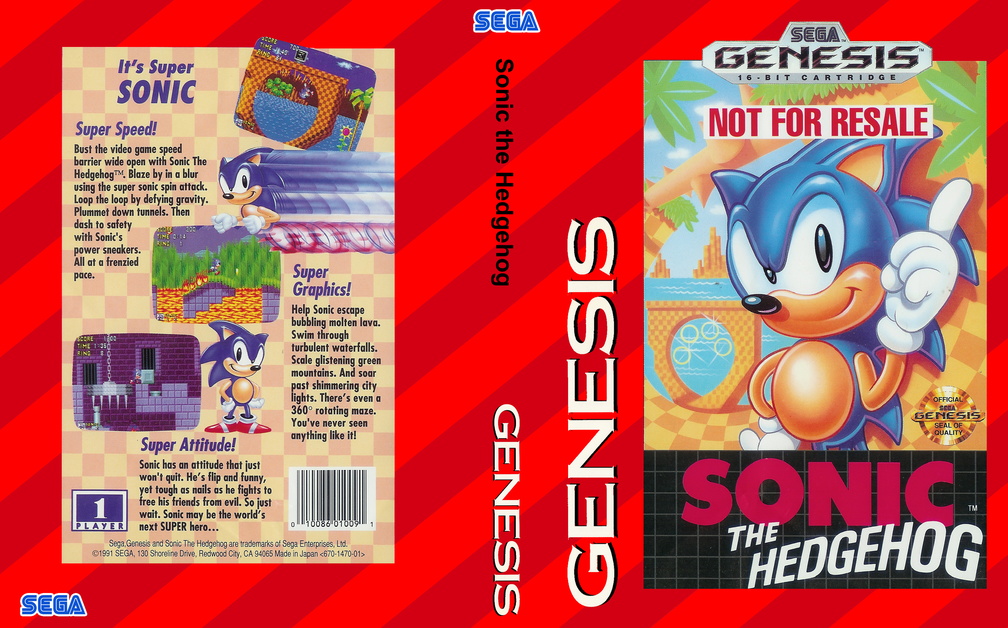 It's Super
SONIC
Super Speed!
Bust the video game speed
barrier wide open with Sonic The
Hedgehog™. Blaze by in a blur
using the super sonic spin attack.
Loop the loop by defying gravity.
Plummet down tunnels. Then
dash to safety
with Sonic's
power sneakers.
All at a frenzied
pace.
Super
Graphics!
Help Sonic escape
bubbling molten lava.
Swim through
turbulent waterfalls.
Scale glistening green
mountains. And soar
past shimmering city
lights. There's even a
360° rotating maze.
You've never seen
anything like it!
Super Attitude!
Sonic has an attitude that just
won't quit. He's flip and funny,
yet tough as nails as he fights to
free his friends from evil. So just
wait. Sonic may be the world's
next SUPER hero...
1
PLAYER
0 10086 01009 1
Sega,Genesis and Sonic The Hedgehog are trademarks of Sega Enterprises, Ltd.
©1991 SEGA, 130 Shoreline Drive, Redwood City, CA 94065 Made in Japan <670-1470-01>
SEGA
SEGA
Sonic the Hedgehog
GENESIS
GENESIS
SEGA™
GENESIS™
16-BIT CARTRIDGE
NOT FOR RESALE
OFFICIAL
SEGA
GENESIS
SEAL OF
QUALITY
SONIC™
THE
HEDGEHOG